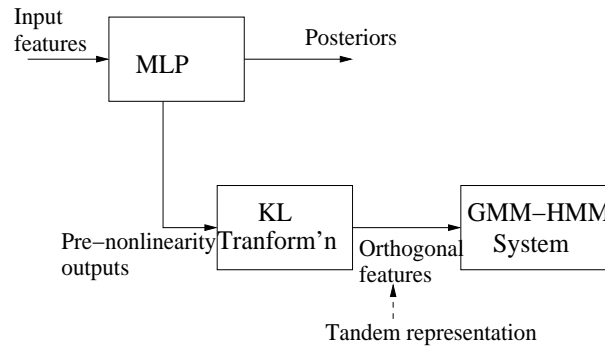 Input
features
MLP
Posteriors
Pre-nonlinearity
outputs
KL
Tranform'n
Orthogonal
features
GMM-HMM
System
Tandem representation